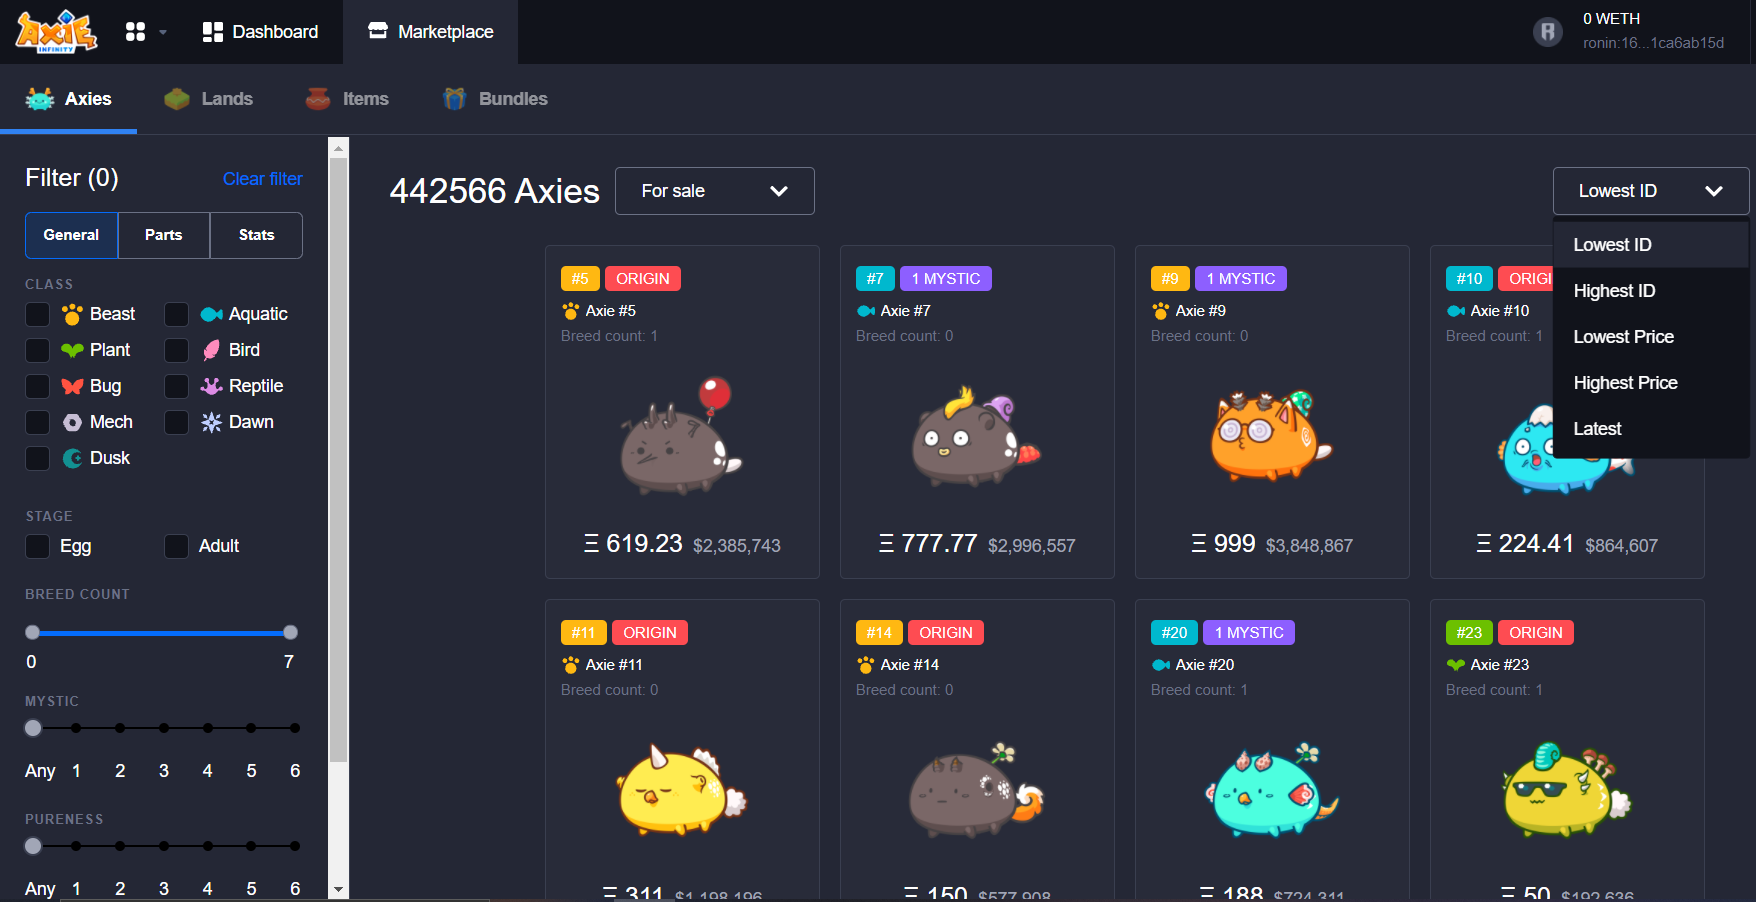 AXIE
INFINITY
Dashboard
Marketplace
0 WETH
ronin:16...1ca6ab15d
Axies
Lands
Items
Bundles
Filter (0)
Clear filter
General
Parts
Stats
CLASS
Beast
Aquatic
Plant
Bird
Bug
Reptile
Mech
Dawn
Dusk
STAGE
Egg
Adult
BREED COUNT
0
7
MYSTIC
Any 1 2 3 4 5 6
PURENESS
Any 1 2 3 4 5 6
442566 Axies
For sale
Lowest ID
Lowest ID
Highest ID
Lowest Price
Highest Price
Latest
#5 ORIGIN
Axie #5
Breed count: 1
Ξ 619.23 $2,385,743
#7 1 MYSTIC
Axie #7
Breed count: 0
Ξ 777.77 $2,996,557
#9 1 MYSTIC
Axie #9
Breed count: 0
Ξ 999 $3,848,867
#10 ORIGI
Axie #10
Breed count: 1
Ξ 224.41 $864,607
#11 ORIGIN
Axie #11
Breed count: 0
Ξ 311 $1,198,196
#14 ORIGIN
Axie #14
Breed count: 0
Ξ 150 $577,908
#20 1 MYSTIC
Axie #20
Breed count: 1
Ξ 188 $724,311
#23 ORIGIN
Axie #23
Breed count: 1
Ξ 50 $192,636